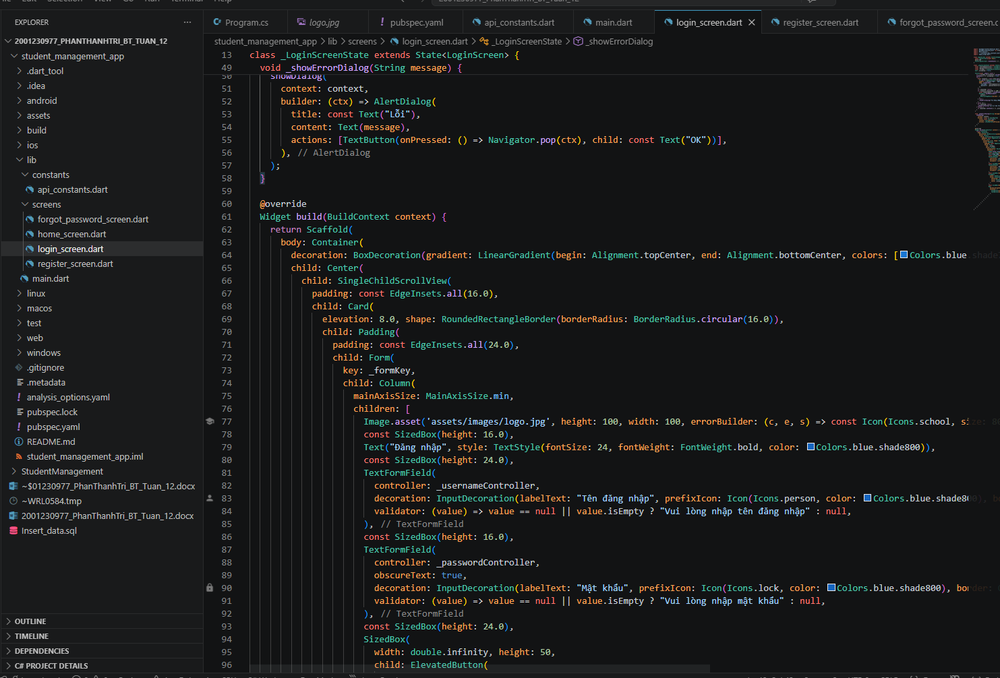 2001230977_PhanThanhTri_BT_Tuan_12
EXPLORER
2001230977_PHANTHANHTRI_BT_TUAN_12
student_management_app
.dart_tool
.idea
android
assets
build
ios
lib
constants
api_constants.dart
screens
forgot_password_screen.dart
home_screen.dart
login_screen.dart
register_screen.dart
main.dart
linux
macos
test
web
windows
.gitignore
.metadata
analysis_options.yaml
pubspec.lock
pubspec.yaml
README.md
student_management_app.iml
StudentManagement
~$01230977_PhanThanhTri_BT_Tuan_12.docx
~WRL0584.tmp
2001230977_PhanThanhTri_BT_Tuan_12.docx
Insert_data.sql
OUTLINE
TIMELINE
DEPENDENCIES
C# PROJECT DETAILS
Program.cs
logo.jpg
pubspec.yaml
api_constants.dart
main.dart
login_screen.dart
register_screen.dart
forgot_password_screen.c
student_management_app > lib > screens > login_screen.dart > _LoginScreenState > _showErrorDialog
13 class _LoginScreenState extends State<LoginScreen> {
49 void _showErrorDialog(String message) {
50 showDialog(
51 context: context,
52 builder: (ctx) => AlertDialog(
53 title: const Text("Lỗi"),
54 content: Text(message),
55 actions: [TextButton(onPressed: () => Navigator.pop(ctx), child: const Text("OK"))],
56 ), // AlertDialog
57 );
58 }
59
60 @override
61 Widget build(BuildContext context) {
62 return Scaffold(
63 body: Container(
64 decoration: BoxDecoration(gradient: LinearGradient(begin: Alignment.topCenter, end: Alignment.bottomCenter, colors: [Colors.blue.shade
65 child: Center(
66 child: SingleChildScrollView(
67 padding: const EdgeInsets.all(16.0),
68 child: Card(
69 elevation: 8.0, shape: RoundedRectangleBorder(borderRadius: BorderRadius.circular(16.0)),
70 child: Padding(
71 padding: const EdgeInsets.all(24.0),
72 child: Form(
73 key: _formKey,
74 child: Column(
75 mainAxisSize: MainAxisSize.min,
76 children: [
77 Image.asset('assets/images/logo.jpg', height: 100, width: 100, errorBuilder: (c, e, s) => const Icon(Icons.school, size: 80
78 const SizedBox(height: 16.0),
79 Text("Đăng nhập", style: TextStyle(fontSize: 24, fontWeight: FontWeight.bold, color: Colors.blue.shade800)),
80 const SizedBox(height: 24.0),
81 TextFormField(
82 controller: _usernameController,
83 decoration: InputDecoration(labelText: "Tên đăng nhập", prefixIcon: Icon(Icons.person, color: Colors.blue.shade800), bo
84 validator: (value) => value == null || value.isEmpty ? "Vui lòng nhập tên đăng nhập" : null,
85 ), // TextFormField
86 const SizedBox(height: 16.0),
87 TextFormField(
88 controller: _passwordController,
89 obscureText: true,
90 decoration: InputDecoration(labelText: "Mật khẩu", prefixIcon: Icon(Icons.lock, color: Colors.blue.shade800), border:
91 validator: (value) => value == null || value.isEmpty ? "Vui lòng nhập mật khẩu" : null,
92 ), // TextFormField
93 const SizedBox(height: 24.0),
94 SizedBox(
95 width: double.infinity, height: 50,
96 child: ElevatedButton(